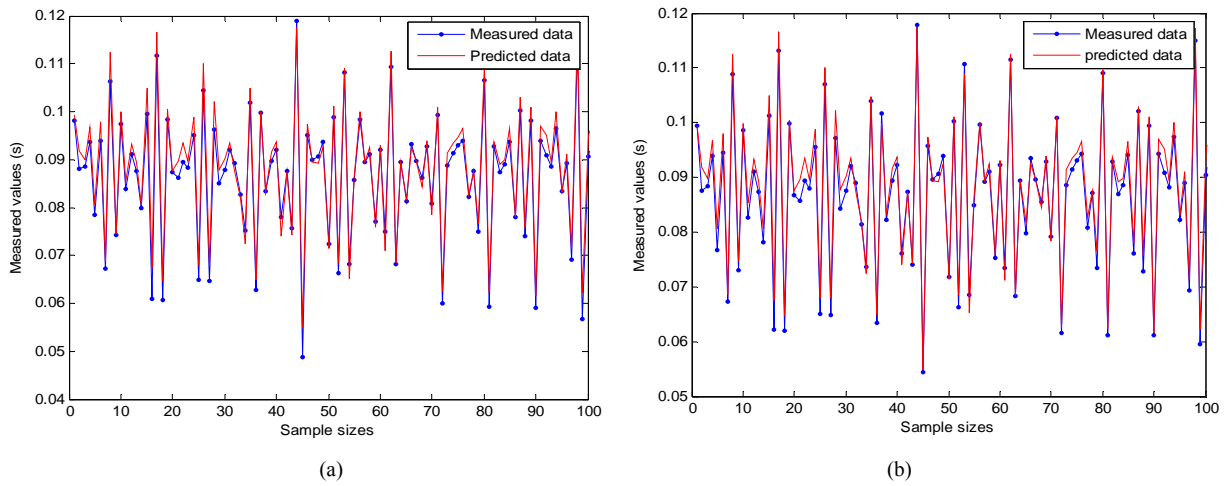 0.12
0.11
0.1
0.09
0.08
0.07
0.06
0.05
0.04
Measured values (s)
0 10 20 30 40 50 60 70 80 90 100
Sample sizes
Measured data
Predicted data
(a)
0.12
0.11
0.1
0.09
0.08
0.07
0.06
0.05
Measured values (s)
0 10 20 30 40 50 60 70 80 90 100
Sample sizes
Measured data
predicted data
(b)